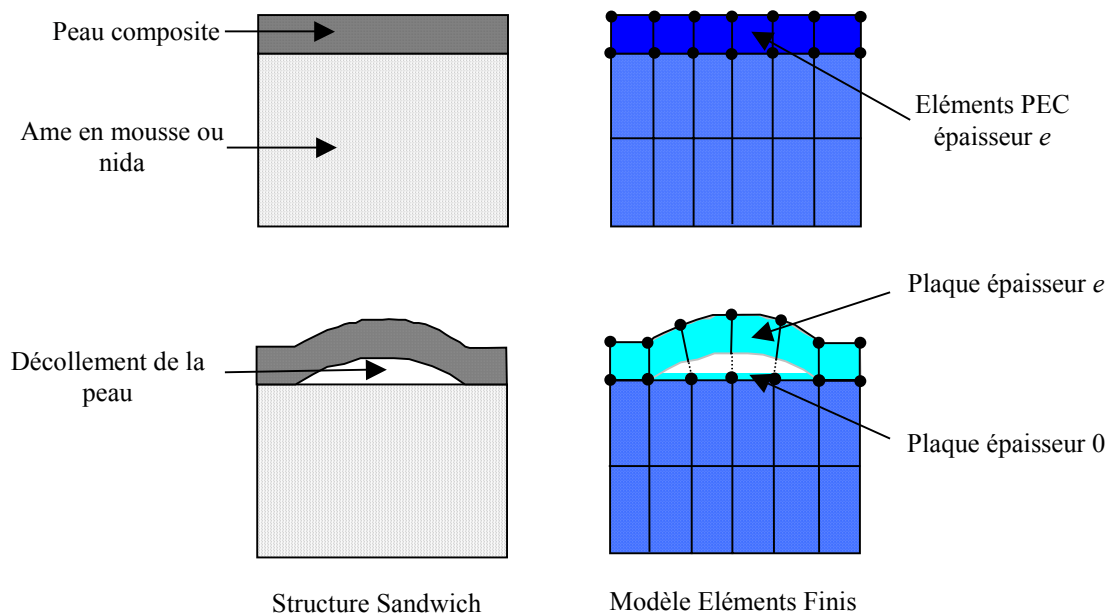 Peau composite
Ame en mousse ou
nida
Eléments PEC
épaisseur e
Décollement de la
peau
Plaque épaisseur e
Plaque épaisseur 0
Structure Sandwich
Modèle Eléments Finis